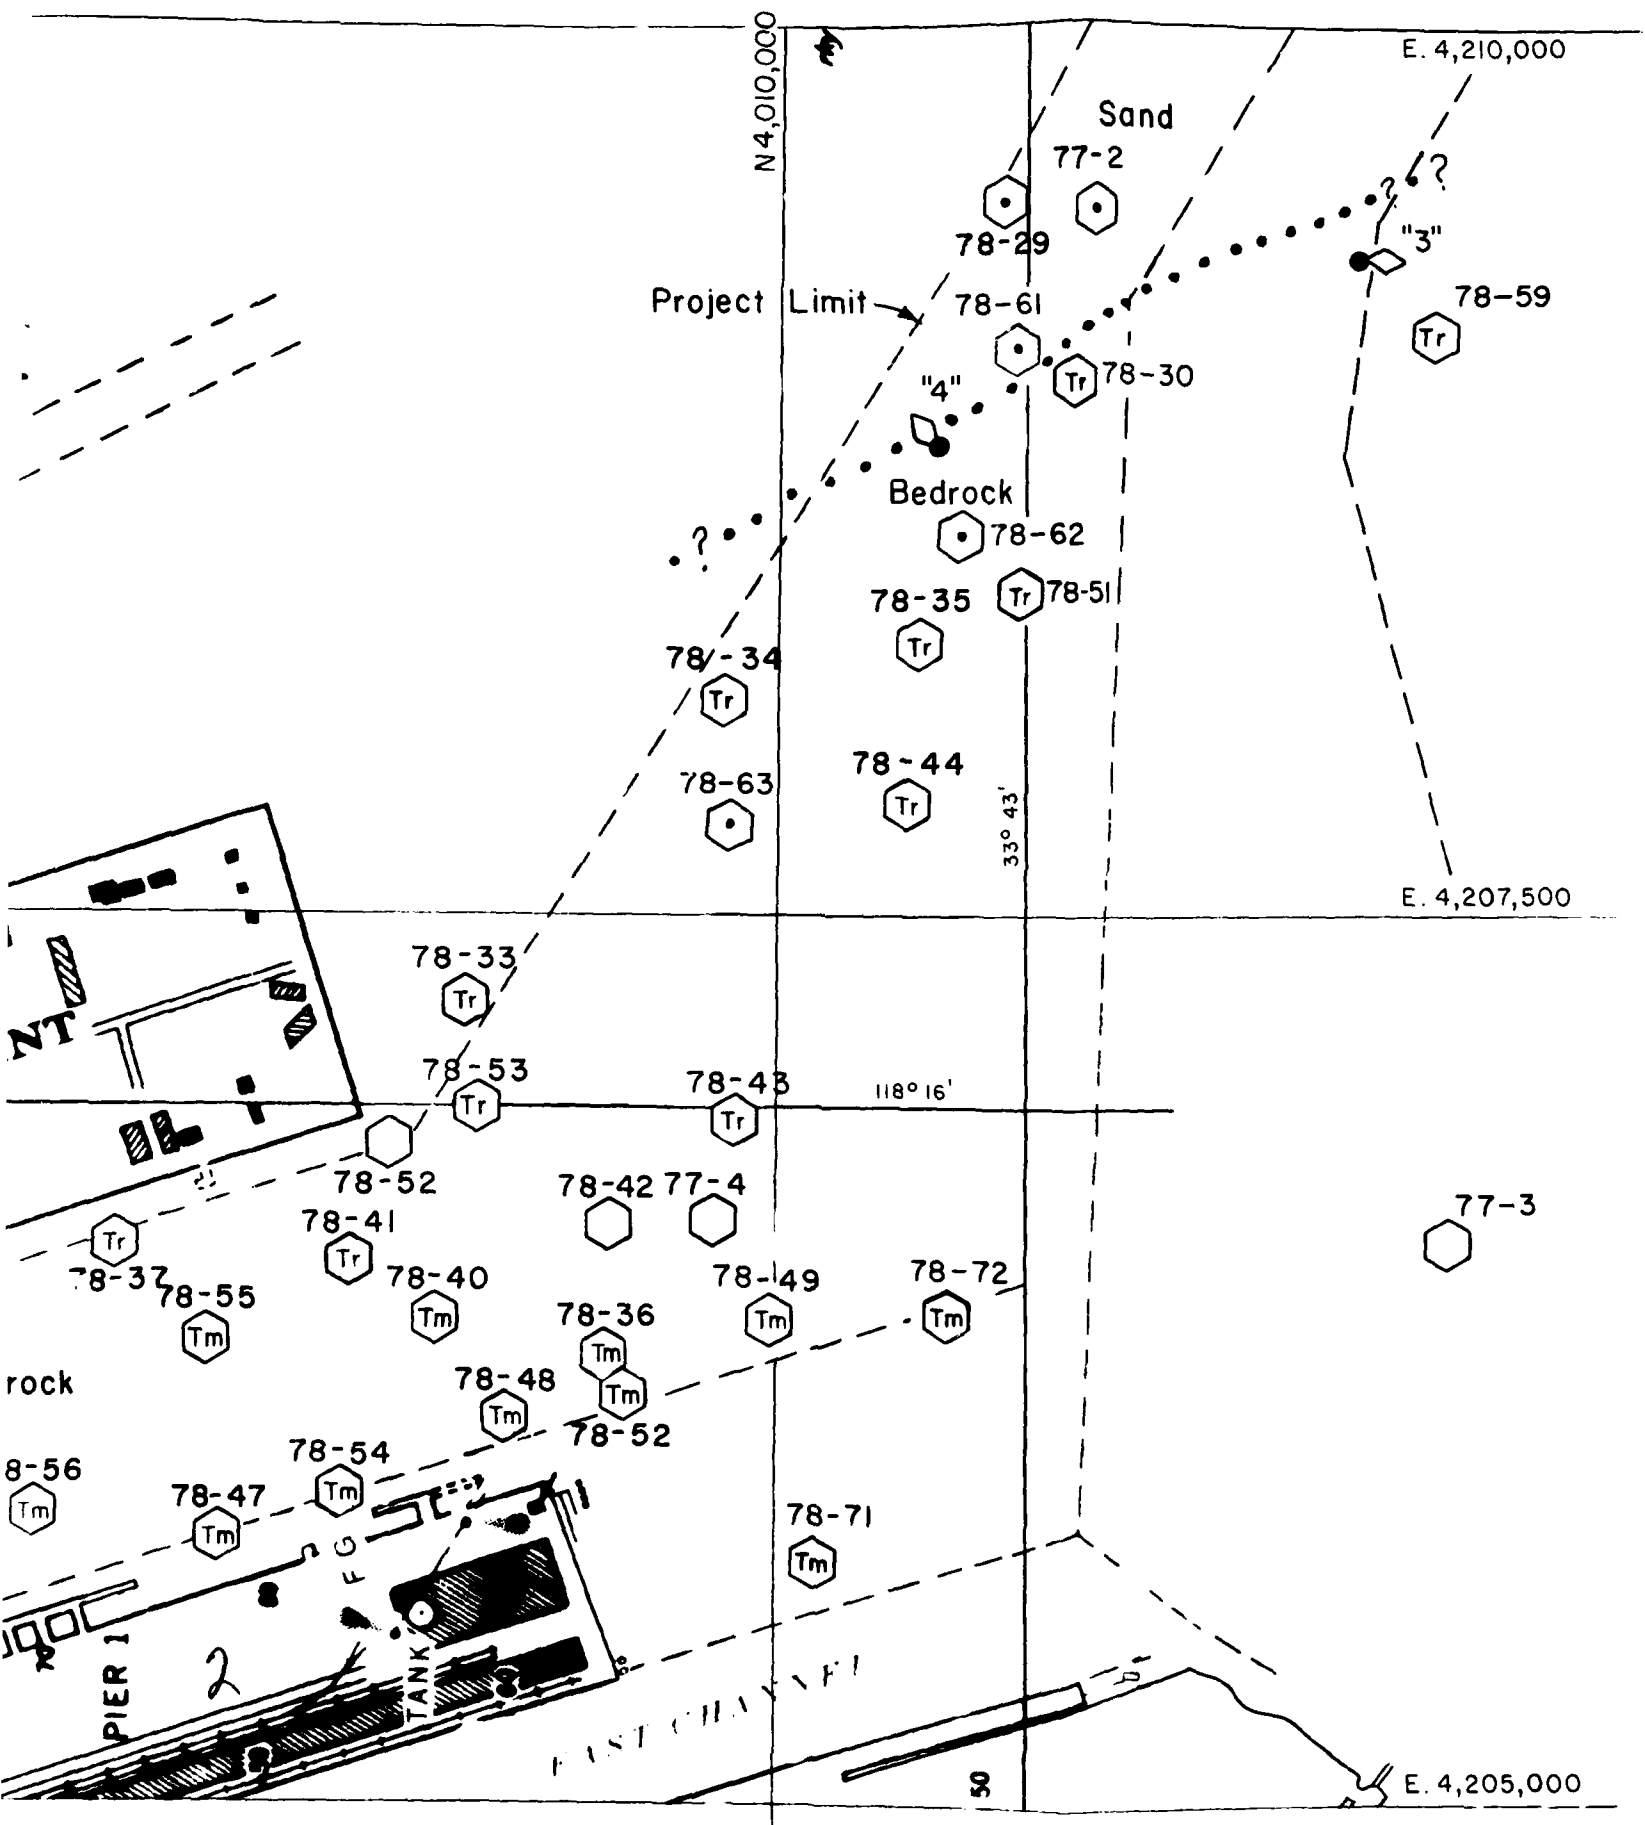 N 4,010,000
E. 4,210,000
Sand
77-2
78-29
?
?
"3"
Project Limit
78-61
78-59
Tr
Tr
78-30
"4"
Bedrock
?
78-62
78-35
Tr
78-51
Tr
78-34
Tr
78-63
78-44
Tr
33° 43'
E. 4,207,500
78-33
Tr
NT
78-53
Tr
78-43
Tr
118° 16'
78-52
78-42
77-4
77-3
78-41
Tr
Tr
78-37
78-55
Tm
78-40
Tm
78-49
Tm
78-72
Tm
78-36
Tm
Tm
78-52
rock
78-48
Tm
8-56
Tm
78-54
Tm
78-47
Tm
78-71
Tm
FG
PIER 1
2
TANK
EAST CHANNEL
50
E. 4,205,000